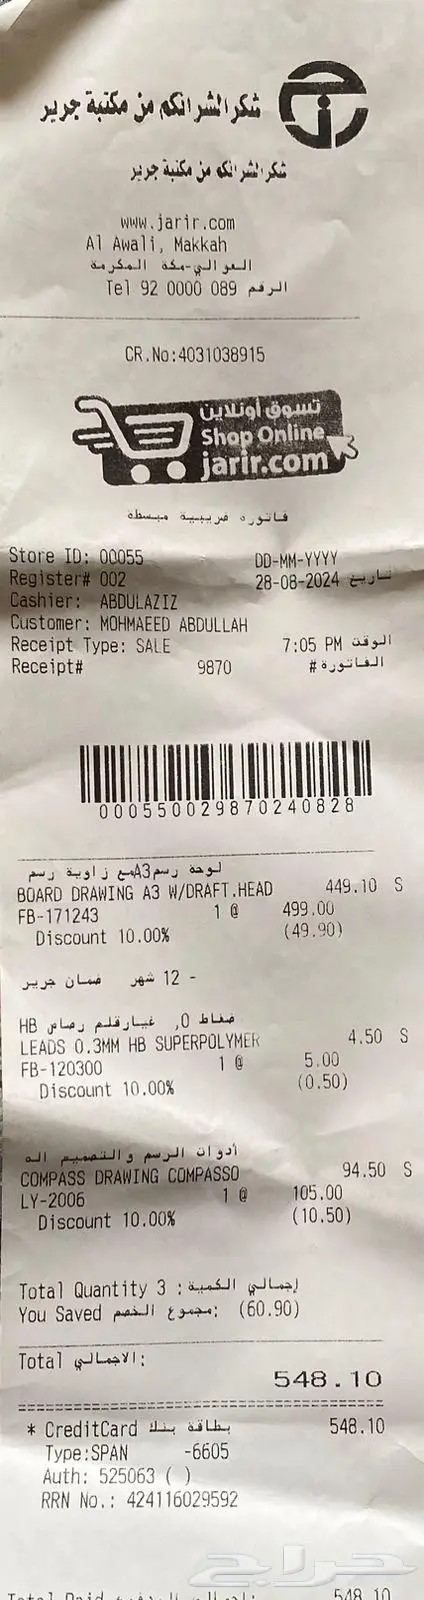 شكرالشرائكم من مكتبة جرير
شكرالشرائكم من مكتبة جرير
www.jarir.com
Al Awali, Makkah
العوالي-مكة المكرمة
Tel 92 0000 089 الرقم
CR.No:4031038915
تسوق أونلاين
Shop Online
jarir.com
فاتورة ضريبية مبسطة
Store ID: 00055 DD-MM-YYYY
Register# 002 28-08-2024 تاريخ
Cashier: ABDULAZIZ
Customer: MOHMAEED ABDULLAH
Receipt Type: SALE 7:05 PM الوقت
Receipt# 9870 الفاتورة#
000550029870240828
لوحة رسمA3مع زاوية رسم
BOARD DRAWING A3 W/DRAFT.HEAD 449.10 S
FB-171243 1 @ 499.00
Discount 10.00% (49.90)
- 12 شهر ضمان جرير
ضغاط 0, غيارقلم رصاص HB
LEADS 0.3MM HB SUPERPOLYMER 4.50 S
FB-120300 1 @ 5.00
Discount 10.00% (0.50)
أدوات الرسم والتصميم اله
COMPASS DRAWING COMPASSO 94.50 S
LY-2006 1 @ 105.00
Discount 10.00% (10.50)
Total Quantity 3 : إجمالي الكمية
You Saved مجموع الخصم: (60.90)
Total الاجمالي:
548.10
* CreditCard بطاقة بنك 548.10
Type:SPAN -6605
Auth: 525063 ( )
RRN No.: 424116029592
حراج
Total Paid إجمالي المدفوع: 548.10